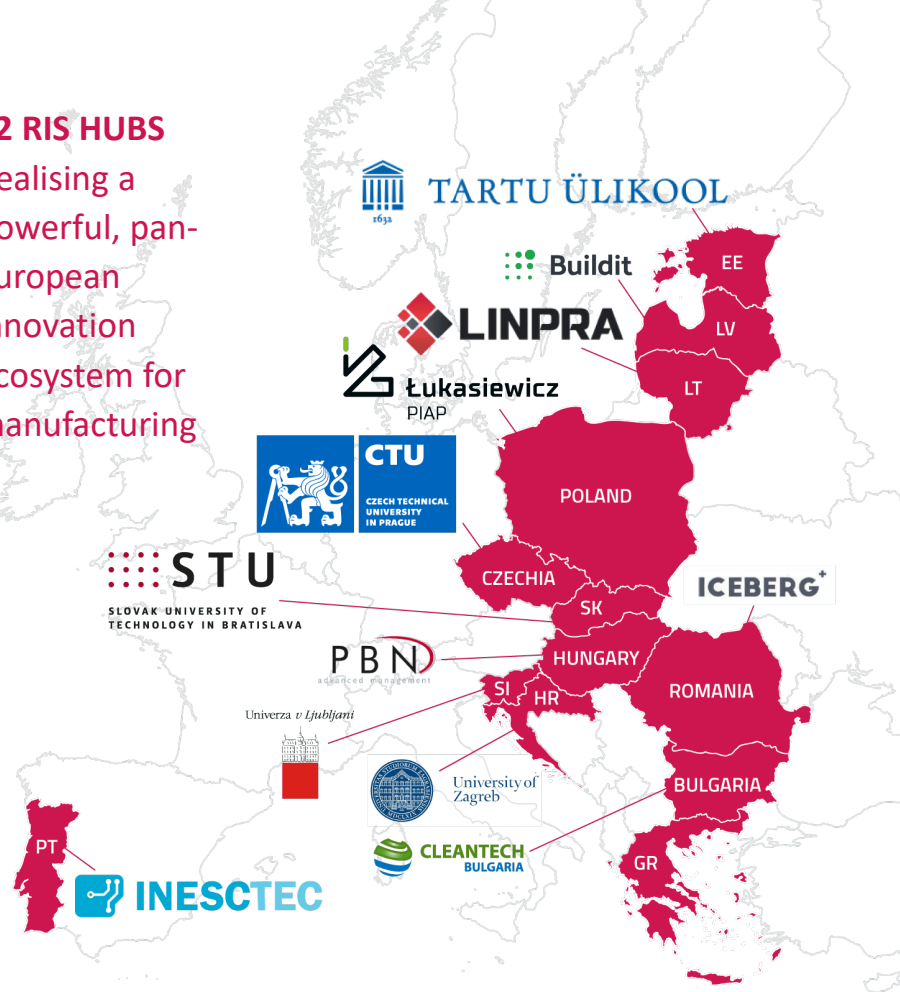 2 RIS HUBS
ealising a
owerful, pan-
uropean
nnovation
cosystem for
nanufacturing
1632
TARTU ÜLIKOOL
EE
Buildit
LV
LINPRA
LT
Łukasiewicz
PIAP
POLAND
CTU
CZECH TECHNICAL
UNIVERSITY
IN PRAGUE
CZECHIA
STU
SLOVAK UNIVERSITY OF
TECHNOLOGY IN BRATISLAVA
SK
ICEBERG+
PBN
advanced management
HUNGARY
SI
HR
ROMANIA
Univerza v Ljubljani
University of
Zagreb
BULGARIA
CLEANTECH
BULGARIA
GR
PT
INESCTEC